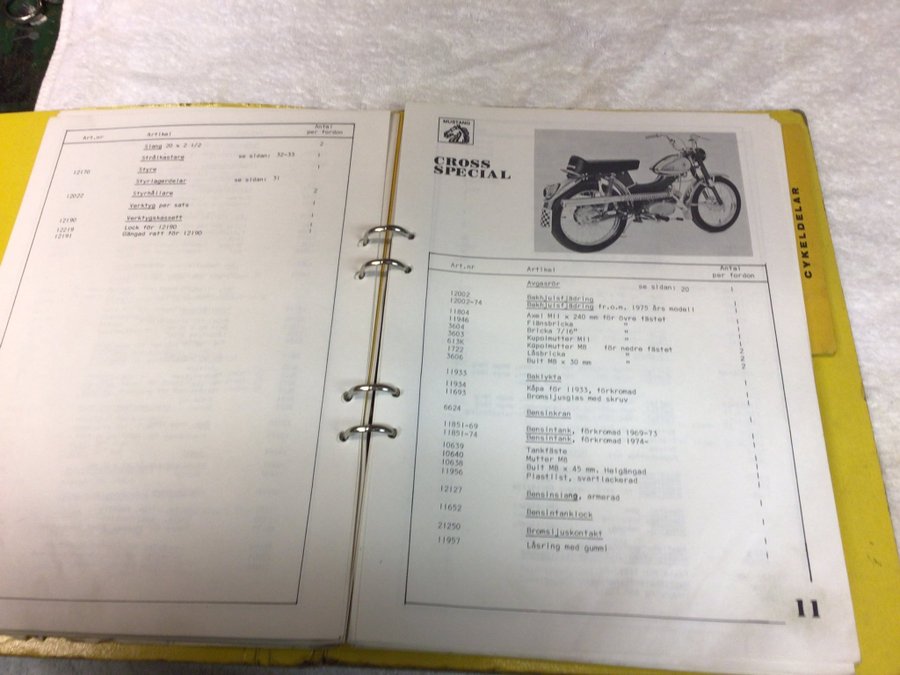 Art.nr Artikel Antal per fordon
Slang 20 x 2 1/2 2
Strålkastare se sidan: 32-33 1
12170 Styre 1
Styrlagerdelar se sidan: 31
12022 Styrhållare 2
Verktyg per sats 1
12190 Verktygskassett 1
12219 Lock för 12190 1
12191 Gängad ratt för 12190 1
MUSTANG
CROSS
SPECIAL
CYKELDELAR
Art.nr Artikel Antal per fordon
Avgasrör se sidan: 20 1
12002 Bakhjulsfjädring
12002-74 Bakhjulsfjädring fr.o.m. 1975 års modell
11804 Axel M11 x 240 mm för övre fästet
11946 Flänsbricka "
3604 Bricka 7/16" "
3603 Kupolmutter M11 "
613K Kupolmutter M8 för nedre fästet
1722 Låsbricka "
3606 Bult M8 x 30 mm "
11933 Baklykta
11934 Kåpa för 11933, förkromad
11693 Bromsljusglas med skruv
6624 Bensinkran
11851-69 Bensintank, förkromad 1969-73
11851-74 Bensintank, förkromad 1974-
10639 Tankfäste
10640 Mutter M8
10638 Bult M8 x 45 mm. Helgängad
11956 Plastlist, svartlackerad
12127 Bensinslang, armerad
11652 Bensintanklock
21250 Bromsljuskontakt
11957 Låsring med gummi
11